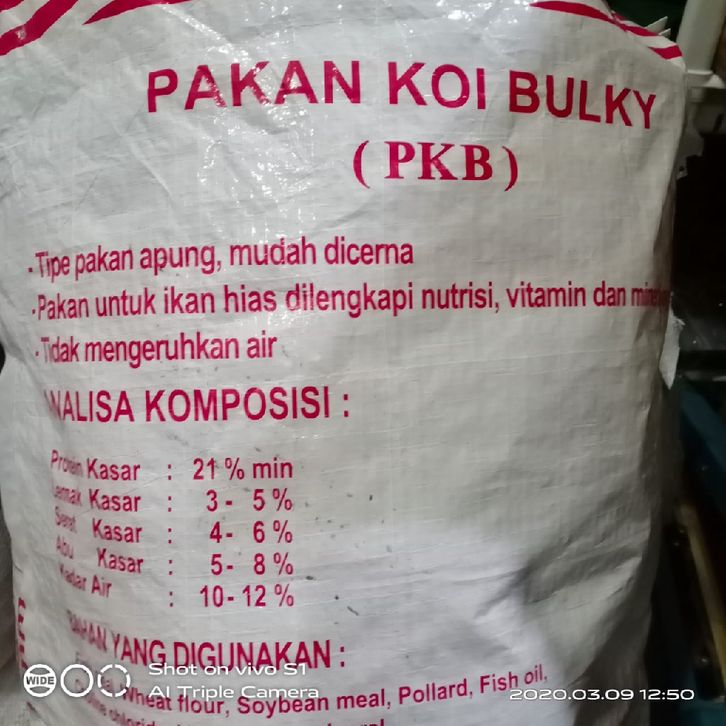 PAKAN KOI BULKY
( PKB )
- Tipe pakan apung, mudah dicerna
- Pakan untuk ikan hias dilengkapi nutrisi, vitamin dan
- Tidak mengeruhkan air
ANALISA KOMPOSISI :
Protein Kasar : 21 % min
Lemak Kasar : 3 - 5 %
Serat Kasar : 4 - 6 %
Abu Kasar : 5 - 8 %
Kadar Air : 10 - 12 %
BAHAN YANG DIGUNAKAN :
Wheat flour, Soybean meal, Pollard, Fish oil,
WIDE
Shot on vivo S1
AI Triple Camera
2020.03.09 12:50